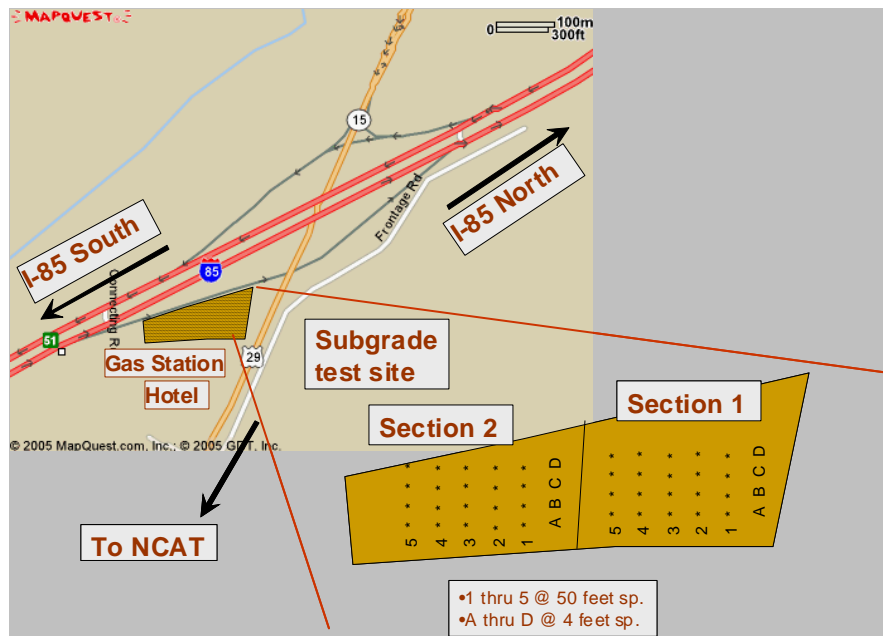 MAPQUEST
100m
0
300ft
15
I-85 North
Frontage Rd
I-85 South
85
Connecting R
51
Gas Station
Hotel
29
Subgrade
test site
© 2005 MapQuest.com, Inc.; © 2005 GDT, Inc.
To NCAT
Section 2
Section 1
* * * * *
A B C D
5 4 3 2 1
* * * * *
A B C D
5 4 3 2 1
•1 thru 5 @ 50 feet sp.
•A thru D @ 4 feet sp.